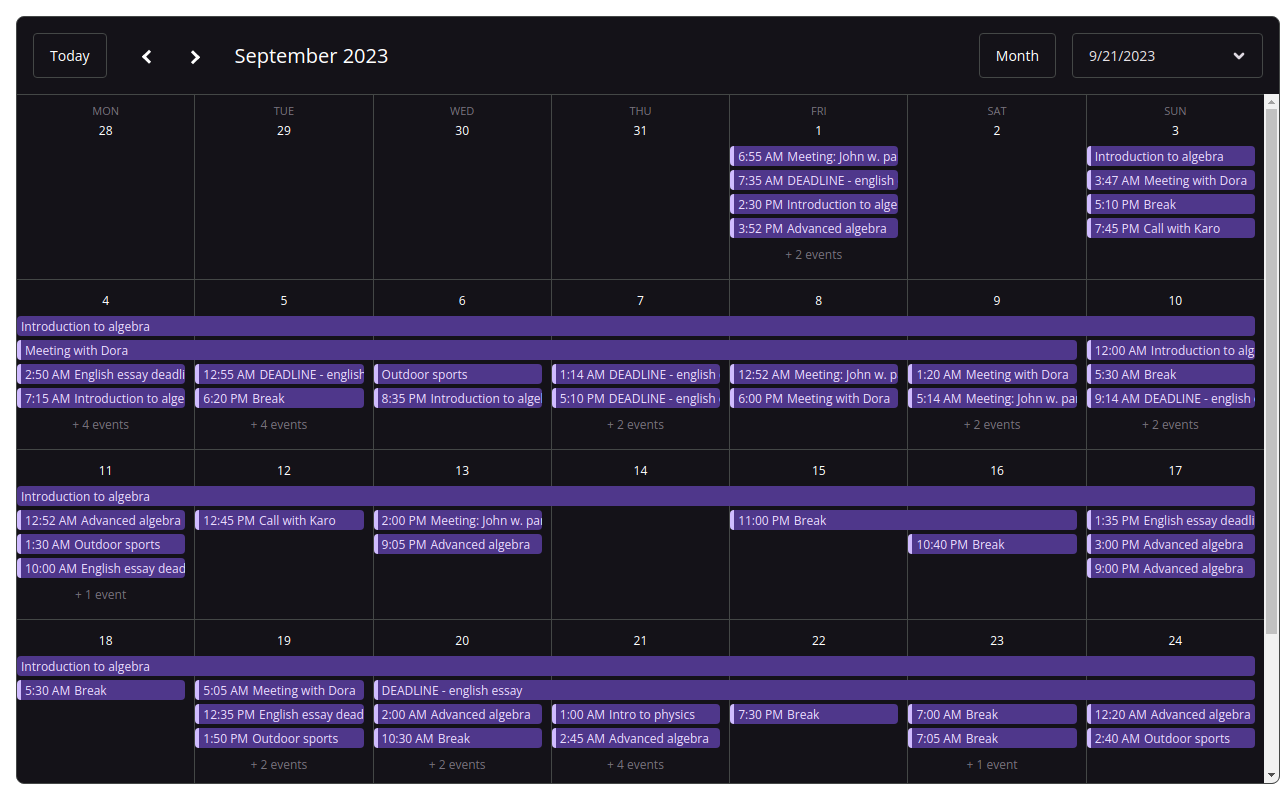 Today
September 2023
Month
9/21/2023
MON TUE WED THU FRI SAT SUN
28 29 30 31 1 2 3
6:55 AM Meeting: John w. pa
Introduction to algebra
7:35 AM DEADLINE - english
3:47 AM Meeting with Dora
2:30 PM Introduction to alge
5:10 PM Break
3:52 PM Advanced algebra
7:45 PM Call with Karo
+ 2 events
4 5 6 7 8 9 10
Introduction to algebra
Meeting with Dora
12:00 AM Introduction to alg
2:50 AM English essay deadli
12:55 AM DEADLINE - english
Outdoor sports
1:14 AM DEADLINE - english
12:52 AM Meeting: John w. p
1:20 AM Meeting with Dora
5:30 AM Break
7:15 AM Introduction to alge
6:20 PM Break
8:35 PM Introduction to alge
5:10 PM DEADLINE - english
6:00 PM Meeting with Dora
5:14 AM Meeting: John w. pa
9:14 AM DEADLINE - english
+ 4 events
+ 4 events
+ 2 events
+ 2 events
+ 2 events
11 12 13 14 15 16 17
Introduction to algebra
12:52 AM Advanced algebra
12:45 PM Call with Karo
2:00 PM Meeting: John w. pa
11:00 PM Break
1:35 PM English essay deadli
1:30 AM Outdoor sports
9:05 PM Advanced algebra
10:40 PM Break
3:00 PM Advanced algebra
10:00 AM English essay dead
9:00 PM Advanced algebra
+ 1 event
18 19 20 21 22 23 24
Introduction to algebra
5:30 AM Break
5:05 AM Meeting with Dora
DEADLINE - english essay
12:35 PM English essay dead
2:00 AM Advanced algebra
1:00 AM Intro to physics
7:30 PM Break
7:00 AM Break
12:20 AM Advanced algebra
1:50 PM Outdoor sports
10:30 AM Break
2:45 AM Advanced algebra
7:05 AM Break
2:40 AM Outdoor sports
+ 2 events
+ 2 events
+ 4 events
+ 1 event